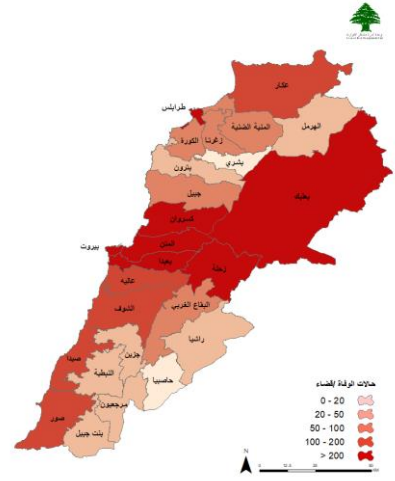 عكار
طرابلس
المنية الضنية
الهرمل
زغرتا
الكورة
بشري
بترون
جبيل
بعلبك
كسروان
المتن
بيروت
بعبدا
زحلة
عاليه
البقاع الغربي
الشوف
راشيا
جزين
صيدا
النبطية
حاصبيا
مرجعيون
صور
بنت جبيل
حالات الوفاة /قضاء
0 - 20
20 - 50
50 - 100
100 - 200
> 200
N